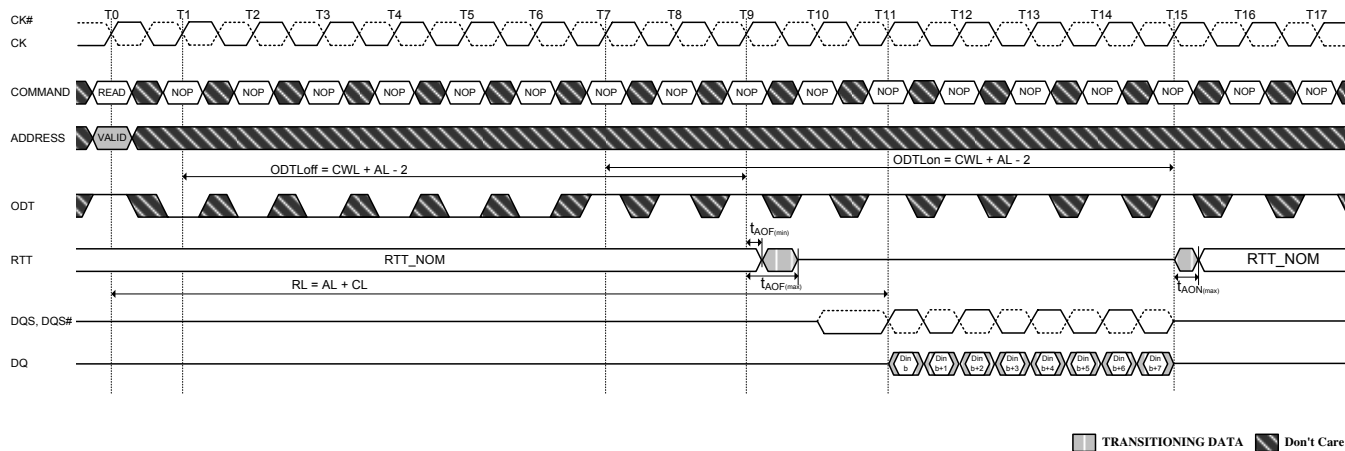 CK# T0 T1 T2 T3 T4 T5 T6 T7 T8 T9 T10 T11 T12 T13 T14 T15 T16 T17
CK
COMMAND READ NOP NOP NOP NOP NOP NOP NOP NOP NOP NOP NOP NOP NOP NOP NOP NOP NOP
ADDRESS VALID
ODTLoff = CWL + AL - 2 ODTLon = CWL + AL - 2
ODT
tAOF(min)
RTT RTT_NOM RTT_NOM
tAOF(max)
RL = AL + CL tAON(max)
DQS, DQS#
DQ Din b Din b+1 Din b+2 Din b+3 Din b+4 Din b+5 Din b+6 Din b+7
TRANSITIONING DATA Don't Care